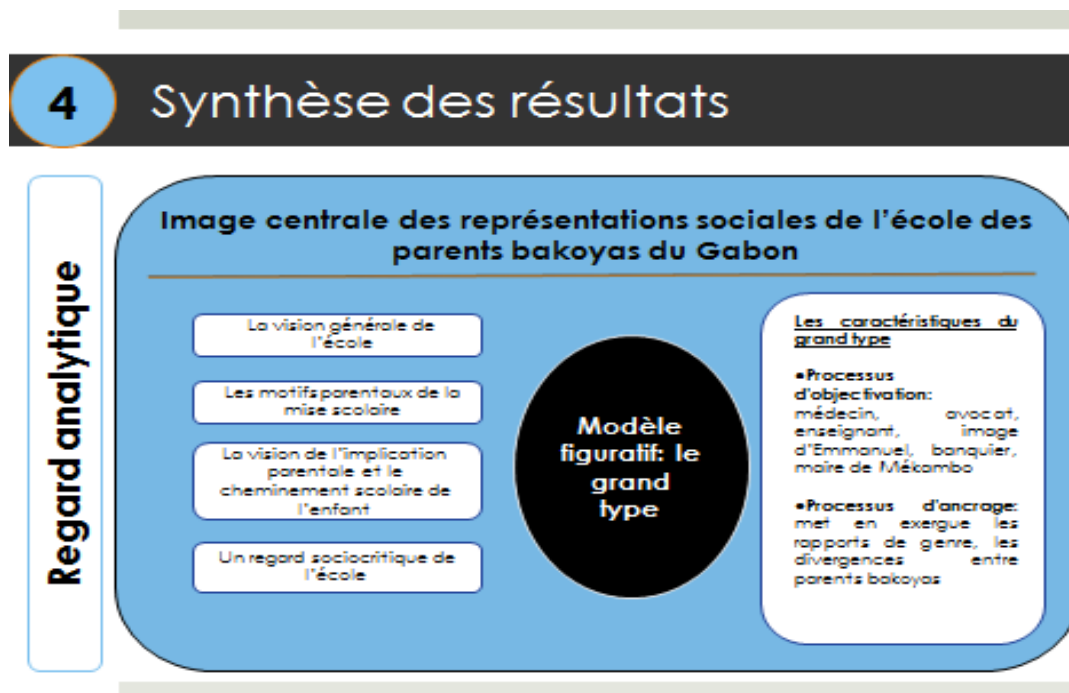 4
Synthèse des résultats
Regard analytique
Image centrale des représentations sociales de l'école des
parents bakoyas du Gabon
La vision générale de
l'école
Les motifs parentaux de la
mise scolaire
La vision de l'implication
parentale et le
cheminement scolaire de
l'enfant
Un regard sociocritique de
l'école
Modèle
figuratif: le
grand
type
Les caractéristiques du
grand type
•Processus
d'objectivation:
médecin, avocat,
enseignant, image
d'Emmanuel, banquier,
maire de Mékambo
•Processus d'ancrage:
met en exergue les
rapports de genre, les
divergences entre
parents bakoyas